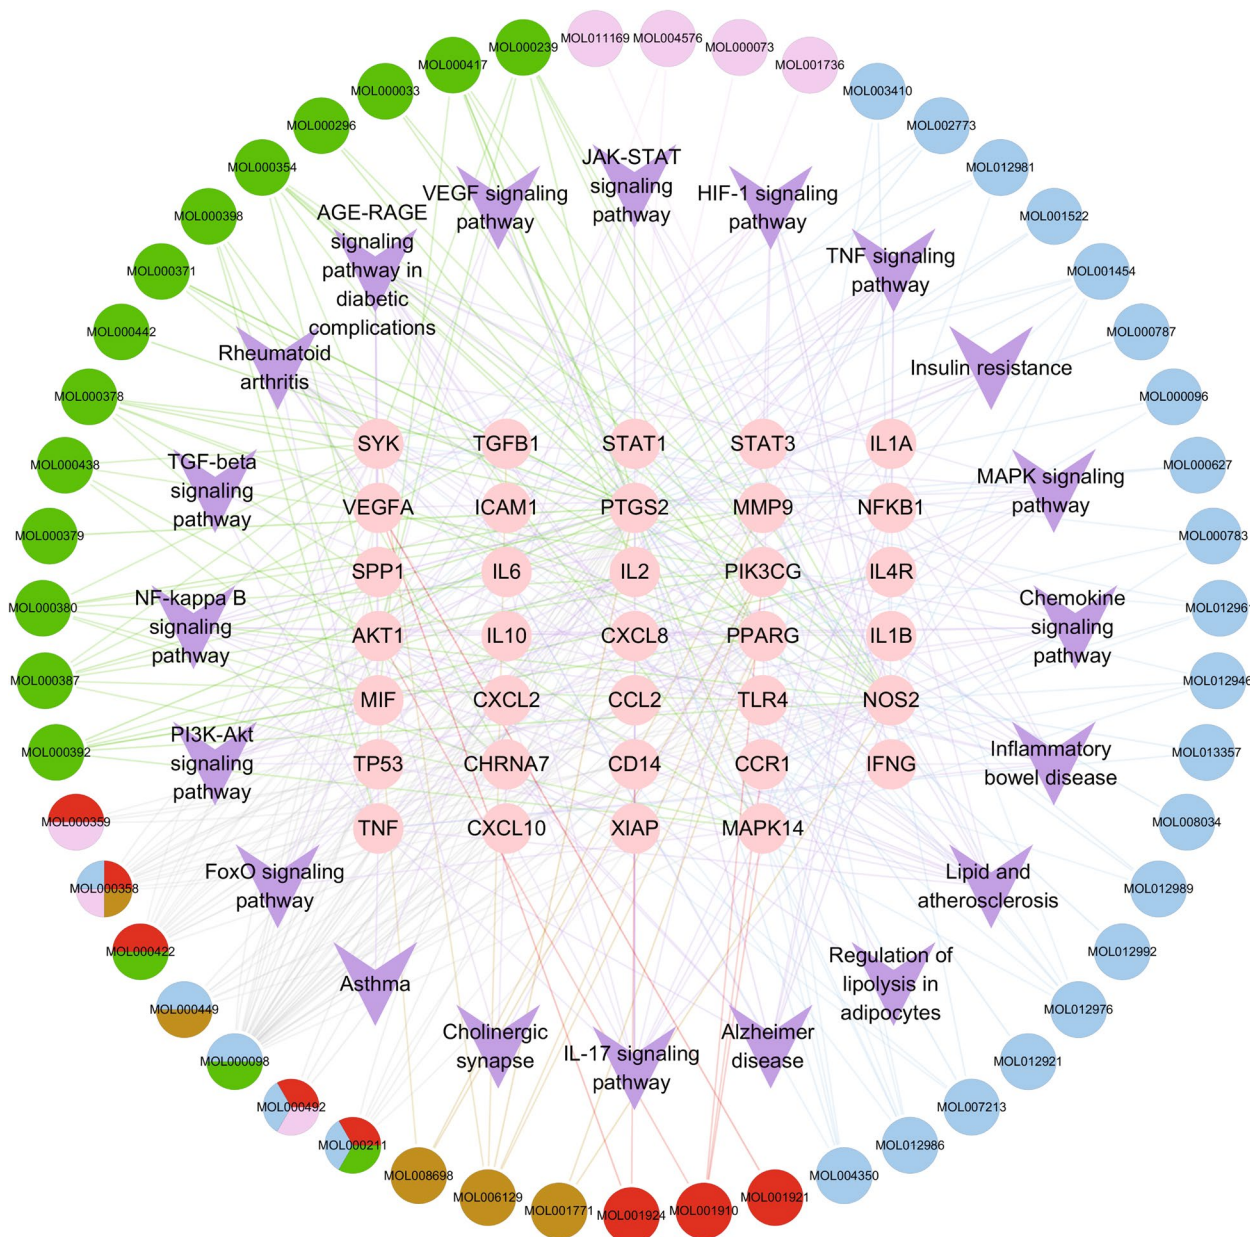 MOL000239
MOL011169
MOL004576
MOL000073
MOL001736
MOL003410
MOL002773
MOL012981
MOL001522
MOL001454
MOL000787
MOL000096
MOL000627
MOL000783
MOL012961
MOL012946
MOL013357
MOL008034
MOL012989
MOL012992
MOL012976
MOL012921
MOL007213
MOL012986
MOL004350
MOL001921
MOL001910
MOL001924
MOL001771
MOL006129
MOL008698
MOL000211
MOL000492
MOL000098
MOL000449
MOL000422
MOL000358
MOL000359
MOL000392
MOL000387
MOL000380
MOL000379
MOL000438
MOL000378
MOL000442
MOL000371
MOL000398
MOL000354
MOL000296
MOL000033
MOL000417
JAK-STAT
signaling
pathway
HIF-1 signaling
pathway
TNF signaling
pathway
Insulin resistance
MAPK signaling
pathway
Chemokine
signaling
pathway
Inflammatory
bowel disease
Lipid and
atherosclerosis
Regulation of
lipolysis in
adipocytes
Alzheimer
disease
IL-17 signaling
pathway
Cholinergic
synapse
Asthma
FoxO signaling
pathway
PI3K-Akt
signaling
pathway
NF-kappa B
signaling
pathway
TGF-beta
signaling
pathway
Rheumatoid
arthritis
AGE-RAGE
signaling
pathway in
diabetic
complications
VEGF signaling
pathway
SYK TGFB1 STAT1 STAT3 IL1A
VEGFA ICAM1 PTGS2 MMP9 NFKB1
SPP1 IL6 IL2 PIK3CG IL4R
AKT1 IL10 CXCL8 PPARG IL1B
MIF CXCL2 CCL2 TLR4 NOS2
TP53 CHRNA7 CD14 CCR1 IFNG
TNF CXCL10 XIAP MAPK14